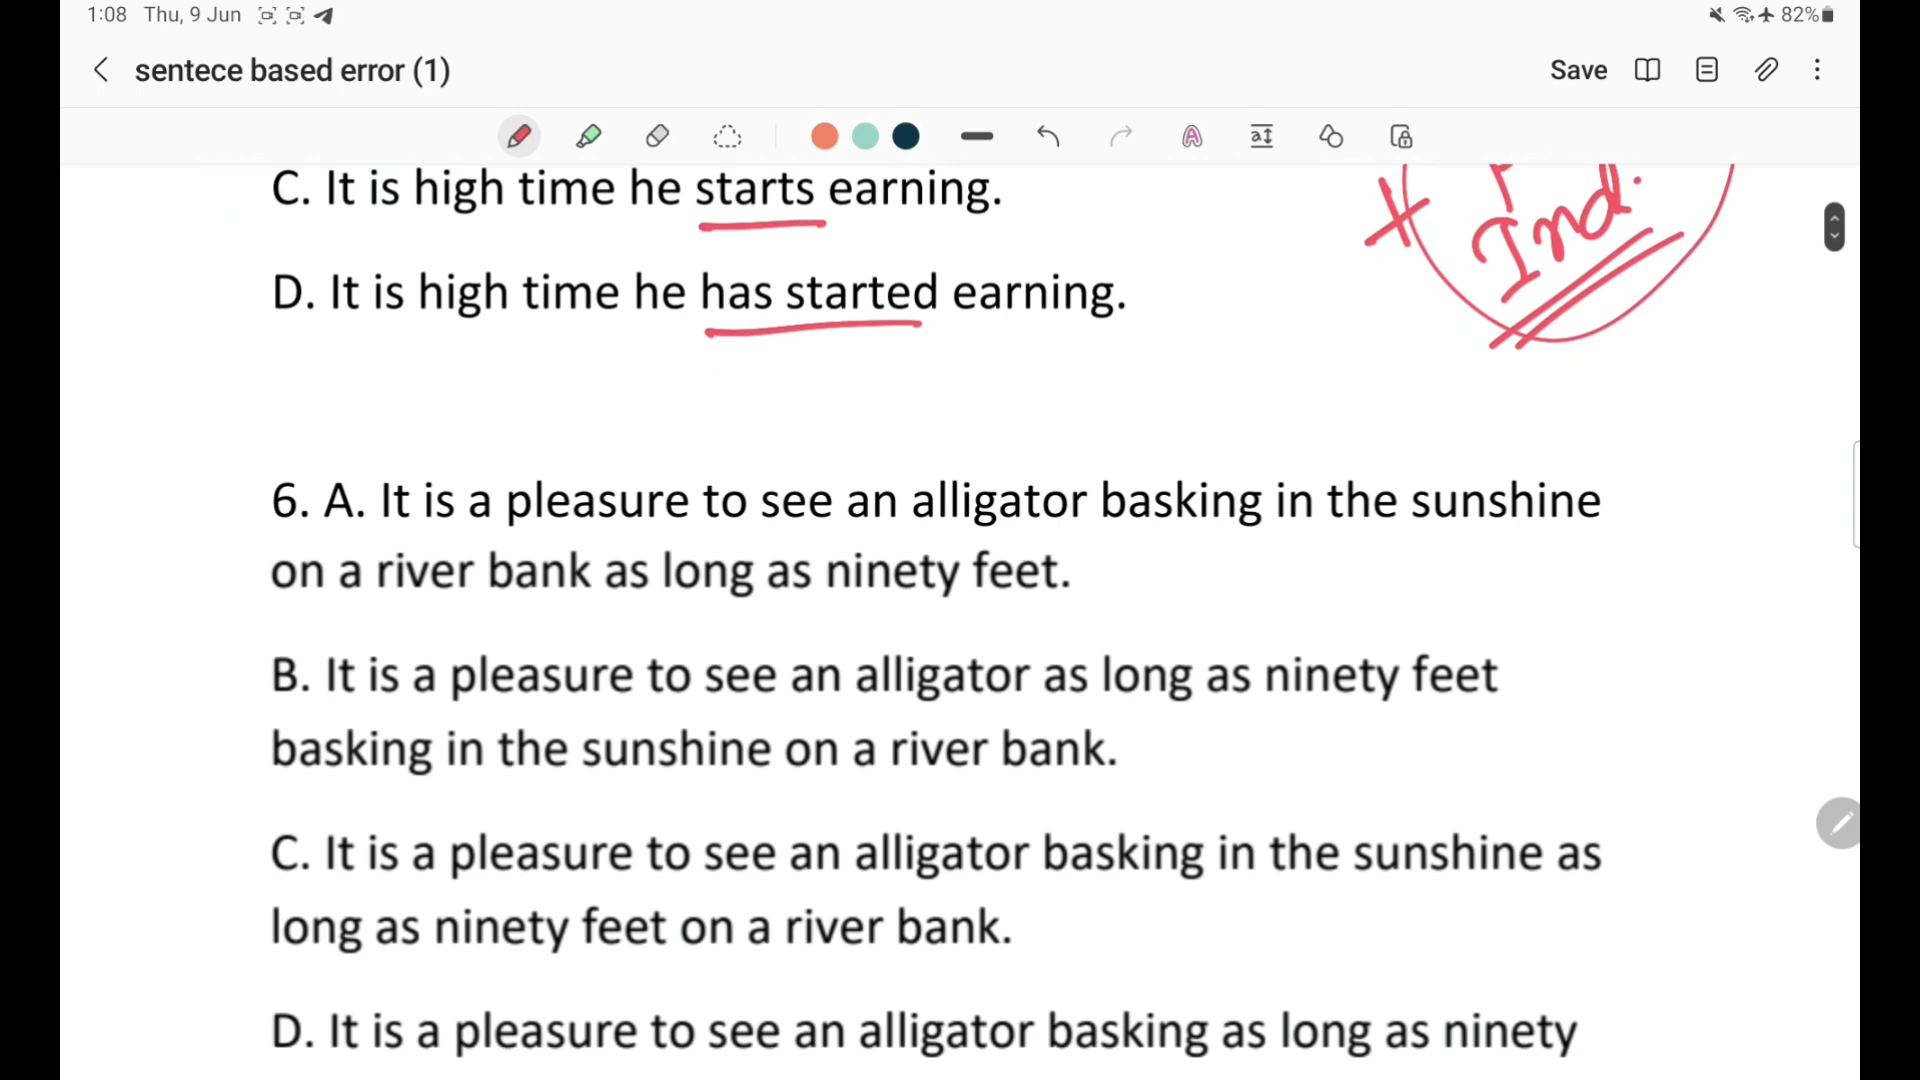 1:08 Thu, 9 Jun 82%
sentece based error (1) Save
C. It is high time he starts earning.
Ind.
D. It is high time he has started earning.
6. A. It is a pleasure to see an alligator basking in the sunshine
on a river bank as long as ninety feet.
B. It is a pleasure to see an alligator as long as ninety feet
basking in the sunshine on a river bank.
C. It is a pleasure to see an alligator basking in the sunshine as
long as ninety feet on a river bank.
D. It is a pleasure to see an alligator basking as long as ninety